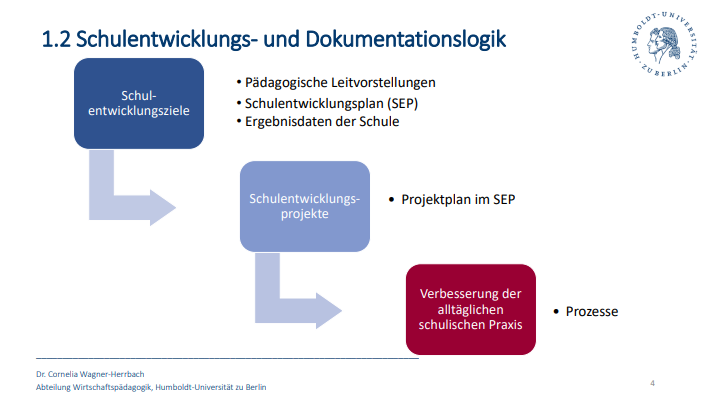 1.2 Schulentwicklungs- und Dokumentationslogik
HUMBOLDT-UNIVERSITÄT
ZU BERLIN
Schul-
entwicklungsziele
• Pädagogische Leitvorstellungen
• Schulentwicklungsplan (SEP)
• Ergebnisdaten der Schule
Schulentwicklungs-
projekte
• Projektplan im SEP
Verbesserung der
alltäglichen
schulischen Praxis
• Prozesse
Dr. Cornelia Wagner-Herrbach
Abteilung Wirtschaftspädagogik, Humboldt-Universität zu Berlin
4